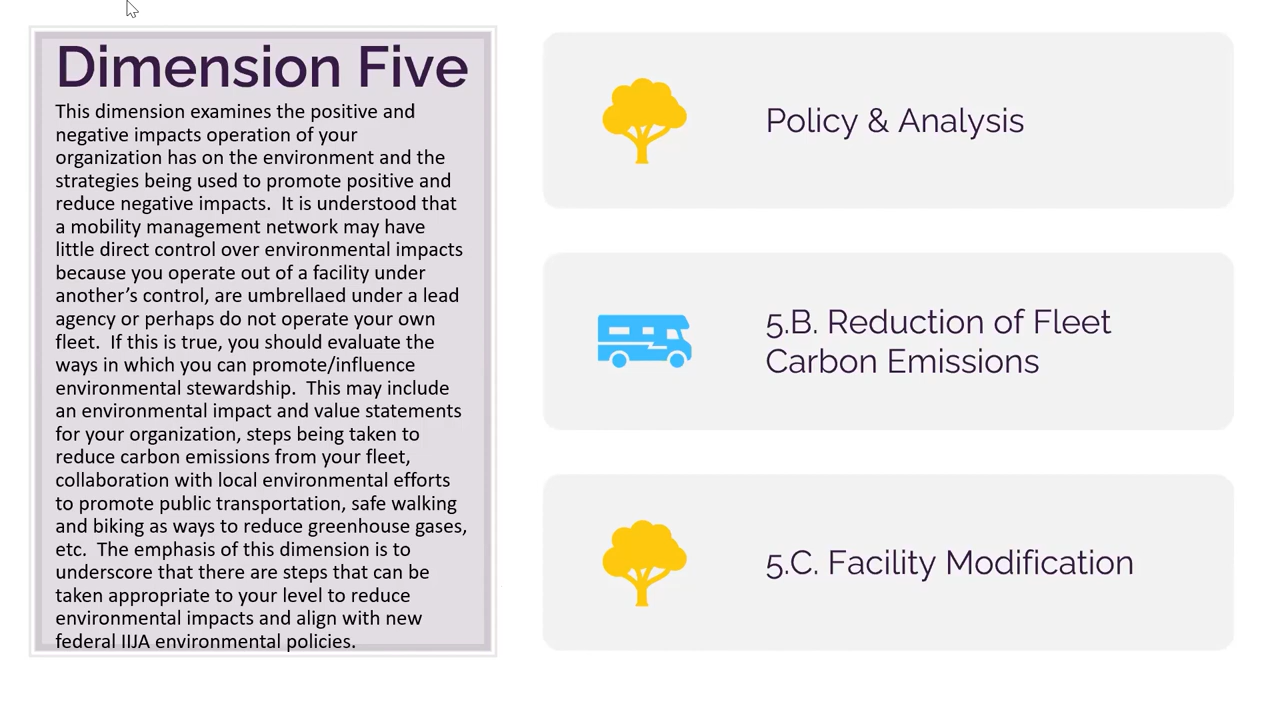 Dimension Five
This dimension examines the positive and
negative impacts operation of your
organization has on the environment and the
strategies being used to promote positive and
reduce negative impacts.  It is understood that
a mobility management network may have
little direct control over environmental impacts
because you operate out of a facility under
another’s control, are umbrellaed under a lead
agency or perhaps do not operate your own
fleet.  If this is true, you should evaluate the
ways in which you can promote/influence
environmental stewardship.  This may include
an environmental impact and value statements
for your organization, steps being taken to
reduce carbon emissions from your fleet,
collaboration with local environmental efforts
to promote public transportation, safe walking
and biking as ways to reduce greenhouse gases,
etc.  The emphasis of this dimension is to
underscore that there are steps that can be
taken appropriate to your level to reduce
environmental impacts and align with new
federal IIJA environmental policies.
Policy & Analysis
5.B. Reduction of Fleet
Carbon Emissions
5.C. Facility Modification